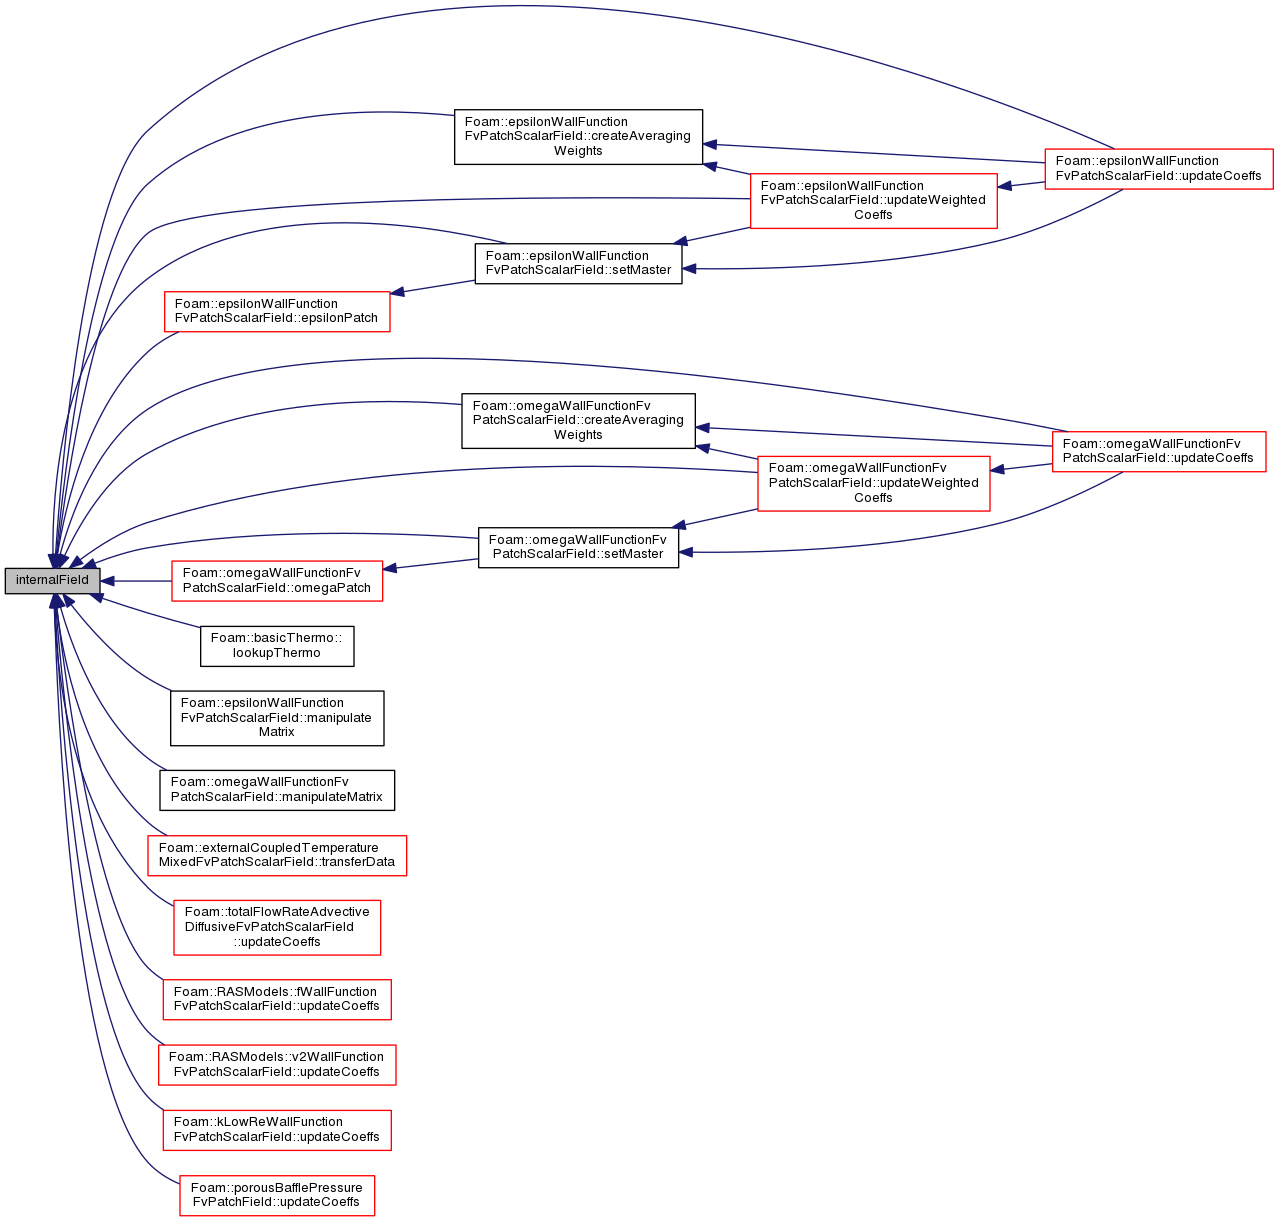 Foam::epsilonWallFunction
FvPatchScalarField::createAveraging
Weights
Foam::epsilonWallFunction
FvPatchScalarField::updateCoeffs
Foam::epsilonWallFunction
FvPatchScalarField::updateWeighted
Coeffs
Foam::epsilonWallFunction
FvPatchScalarField::setMaster
Foam::epsilonWallFunction
FvPatchScalarField::epsilonPatch
Foam::omegaWallFunctionFv
PatchScalarField::createAveraging
Weights
Foam::omegaWallFunctionFv
PatchScalarField::updateCoeffs
Foam::omegaWallFunctionFv
PatchScalarField::updateWeighted
Coeffs
Foam::omegaWallFunctionFv
PatchScalarField::setMaster
internalField
Foam::omegaWallFunctionFv
PatchScalarField::omegaPatch
Foam::basicThermo::
lookupThermo
Foam::epsilonWallFunction
FvPatchScalarField::manipulate
Matrix
Foam::omegaWallFunctionFv
PatchScalarField::manipulateMatrix
Foam::externalCoupledTemperature
MixedFvPatchScalarField::transferData
Foam::totalFlowRateAdvective
DiffusiveFvPatchScalarField
::updateCoeffs
Foam::RASModels::fWallFunction
FvPatchScalarField::updateCoeffs
Foam::RASModels::v2WallFunction
FvPatchScalarField::updateCoeffs
Foam::kLowReWallFunction
FvPatchScalarField::updateCoeffs
Foam::porousBafflePressure
FvPatchField::updateCoeffs